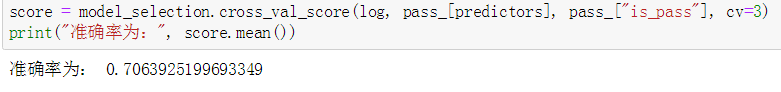 score = model_selection.cross_val_score(log, pass_[predictors], pass_["is_pass"], cv=3)
print("准确率为：", score.mean())
准确率为： 0.7063925199693349